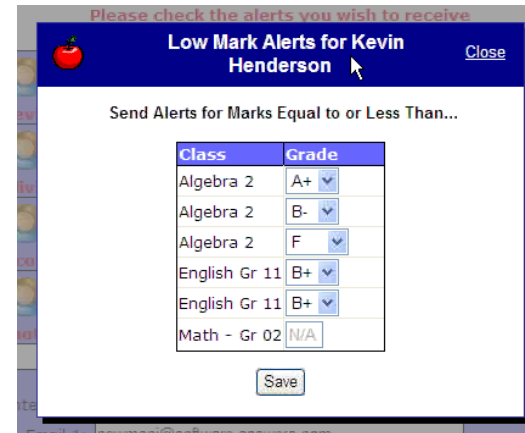 Please check the alerts you wish to receive
Low Mark Alerts for Kevin
Henderson
Close
Send Alerts for Marks Equal to or Less Than...
Class Grade
Algebra 2 A+
Algebra 2 B-
Algebra 2 F
English Gr 11 B+
English Gr 11 B+
Math - Gr 02 N/A
Save